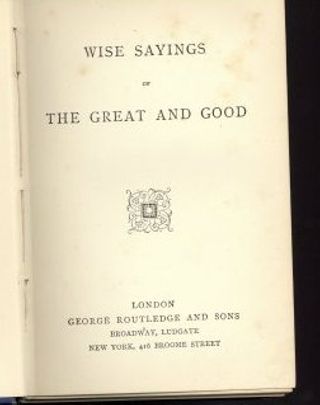 WISE SAYINGS
OF
THE GREAT AND GOOD
LONDON
GEORGE ROUTLEDGE AND SONS
BROADWAY, LUDGATE
NEW YORK, 416 BROOME STREET